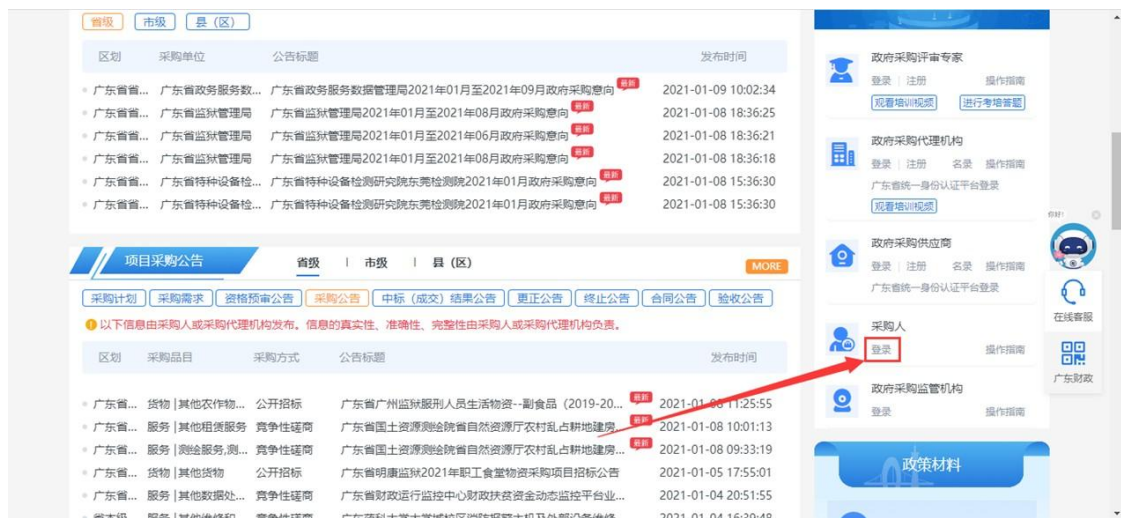 省级 市级 县（区）
区划 采购单位 公告标题 发布时间
广东省省... 广东省政务服务数... 广东省政务服务数据管理局2021年01月至2021年09月政府采购意向 最新 2021-01-09 10:02:34
广东省省... 广东省监狱管理局 广东省监狱管理局2021年01月至2021年08月政府采购意向 最新 2021-01-08 18:36:25
广东省省... 广东省监狱管理局 广东省监狱管理局2021年01月至2021年06月政府采购意向 最新 2021-01-08 18:36:21
广东省省... 广东省监狱管理局 广东省监狱管理局2021年01月至2021年08月政府采购意向 最新 2021-01-08 18:36:18
广东省省... 广东省特种设备检... 广东省特种设备检测研究院东莞检测院2021年01月政府采购意向 最新 2021-01-08 15:36:30
广东省省... 广东省特种设备检... 广东省特种设备检测研究院东莞检测院2021年01月政府采购意向 最新 2021-01-08 15:36:30
项目采购公告 省级 | 市级 | 县（区） MORE
采购计划 采购需求 资格预审公告 采购公告 中标（成交）结果公告 更正公告 终止公告 合同公告 验收公告
以下信息由采购人或采购代理机构发布。信息的真实性、准确性、完整性由采购人或采购代理机构负责。
区划 采购品目 采购方式 公告标题 发布时间
广东省... 货物 |其他农作物... 公开招标 广东省广州监狱服刑人员生活物资--副食品（2019-20... 最新 2021-01-08 11:25:55
广东省... 服务 |其他租赁服务 竞争性磋商 广东省国土资源测绘院省自然资源厅农村乱占耕地建房... 最新 2021-01-08 10:01:13
广东省... 服务 |测绘服务,测... 竞争性磋商 广东省国土资源测绘院省自然资源厅农村乱占耕地建房... 最新 2021-01-08 09:33:19
广东省... 货物 |其他货物 公开招标 广东省明康监狱2021年职工食堂物资采购项目招标公告 2021-01-05 17:55:01
广东省... 服务 |其他数据处... 竞争性磋商 广东省财政运行监控中心财政扶贫资金动态监控平台业... 2021-01-04 20:51:55
省本级 服务 |其他维修和... 竞争性磋商 2021-01-04 16:39:48
政府采购评审专家
登录 | 注册 操作指南
观看培训视频 进行考培答题
政府采购代理机构
登录 | 注册 名录 操作指南
广东省统一身份认证平台登录
观看培训视频
政府采购供应商
登录 | 注册 名录 操作指南
广东省统一身份认证平台登录
采购人
登录 操作指南
政府采购监管机构
登录 操作指南
政策材料
你好!
在线客服
广东财政